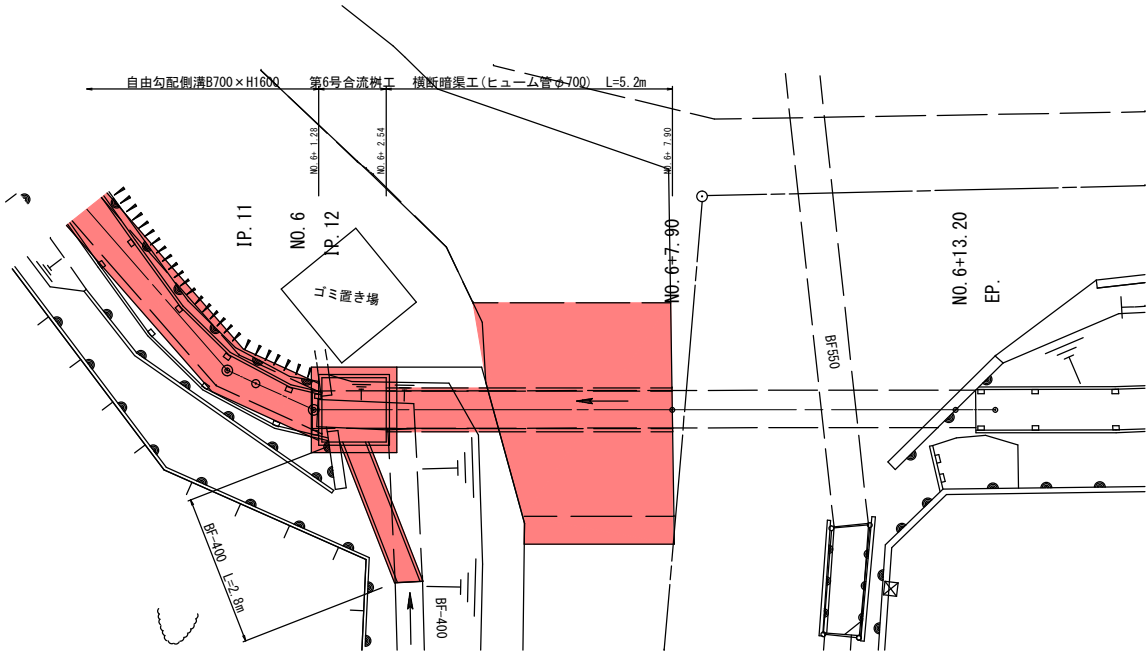 自由勾配側溝B700×H1600
第6号合流桝工
横断暗渠工(ヒューム管φ700) L=5.2m
NO.6+ 1.28
NO.6+ 2.54
NO.6+ 7.90
IP.11
NO.6
IP.12
ゴミ置き場
NO.6+7.90
NO.6+13.20
EP.
BF550
BF-400 L=2.8m
BF-400